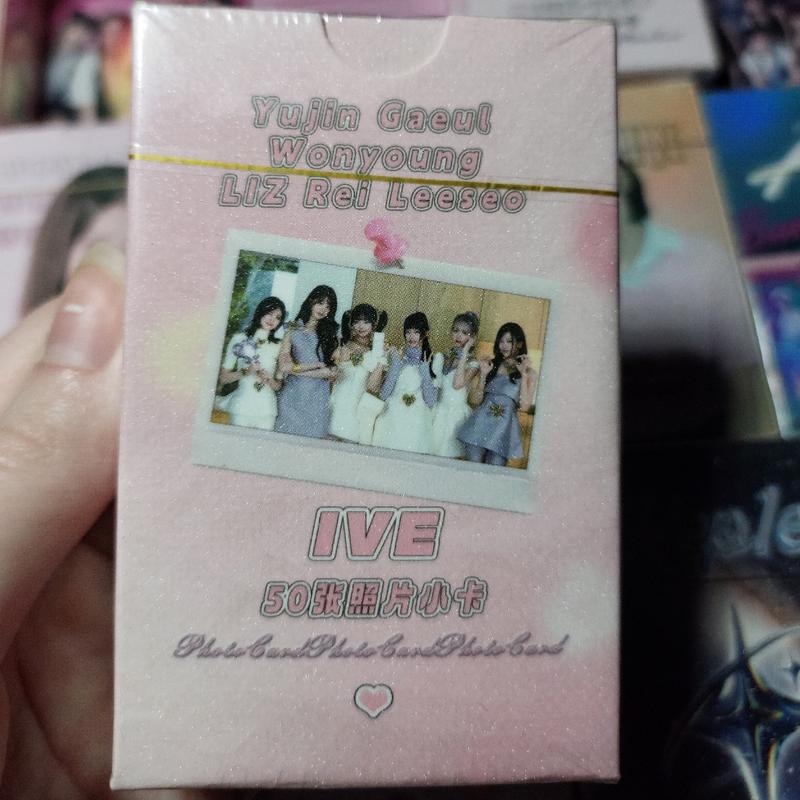 Yujin Gaeul
Wonyoung
LIZ Rei Leeseo
IVE
50张照片小卡
PhotoCardPhotoCardPhotoCard